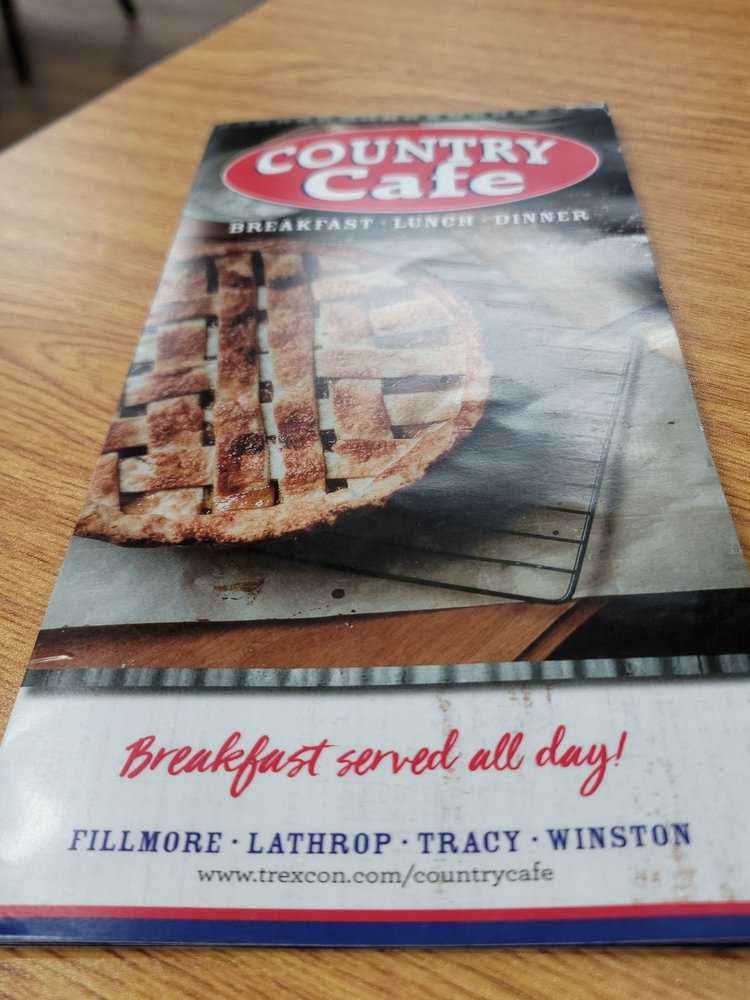 COUNTRY
Cafe
BREAKFAST · LUNCH · DINNER
Breakfast served all day!
FILLMORE · LATHROP · TRACY · WINSTON
www.trexcon.com/countrycafe